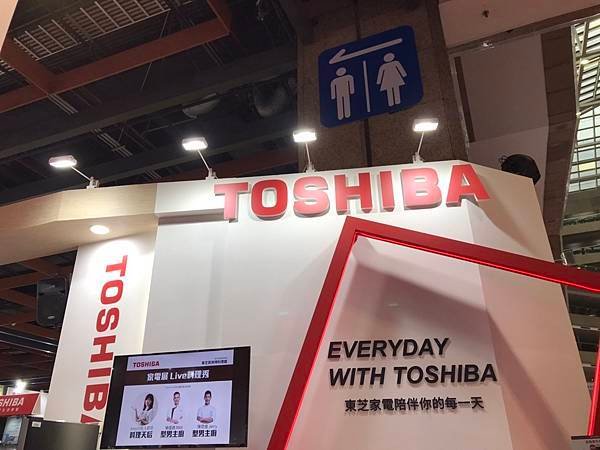 TOSHIBA
TOSHIBA
EVERYDAY
WITH TOSHIBA
東芝家電陪伴你的每一天
TOSHIBA
家電展 Live料理秀
料理天后
型男主廚
型男主廚